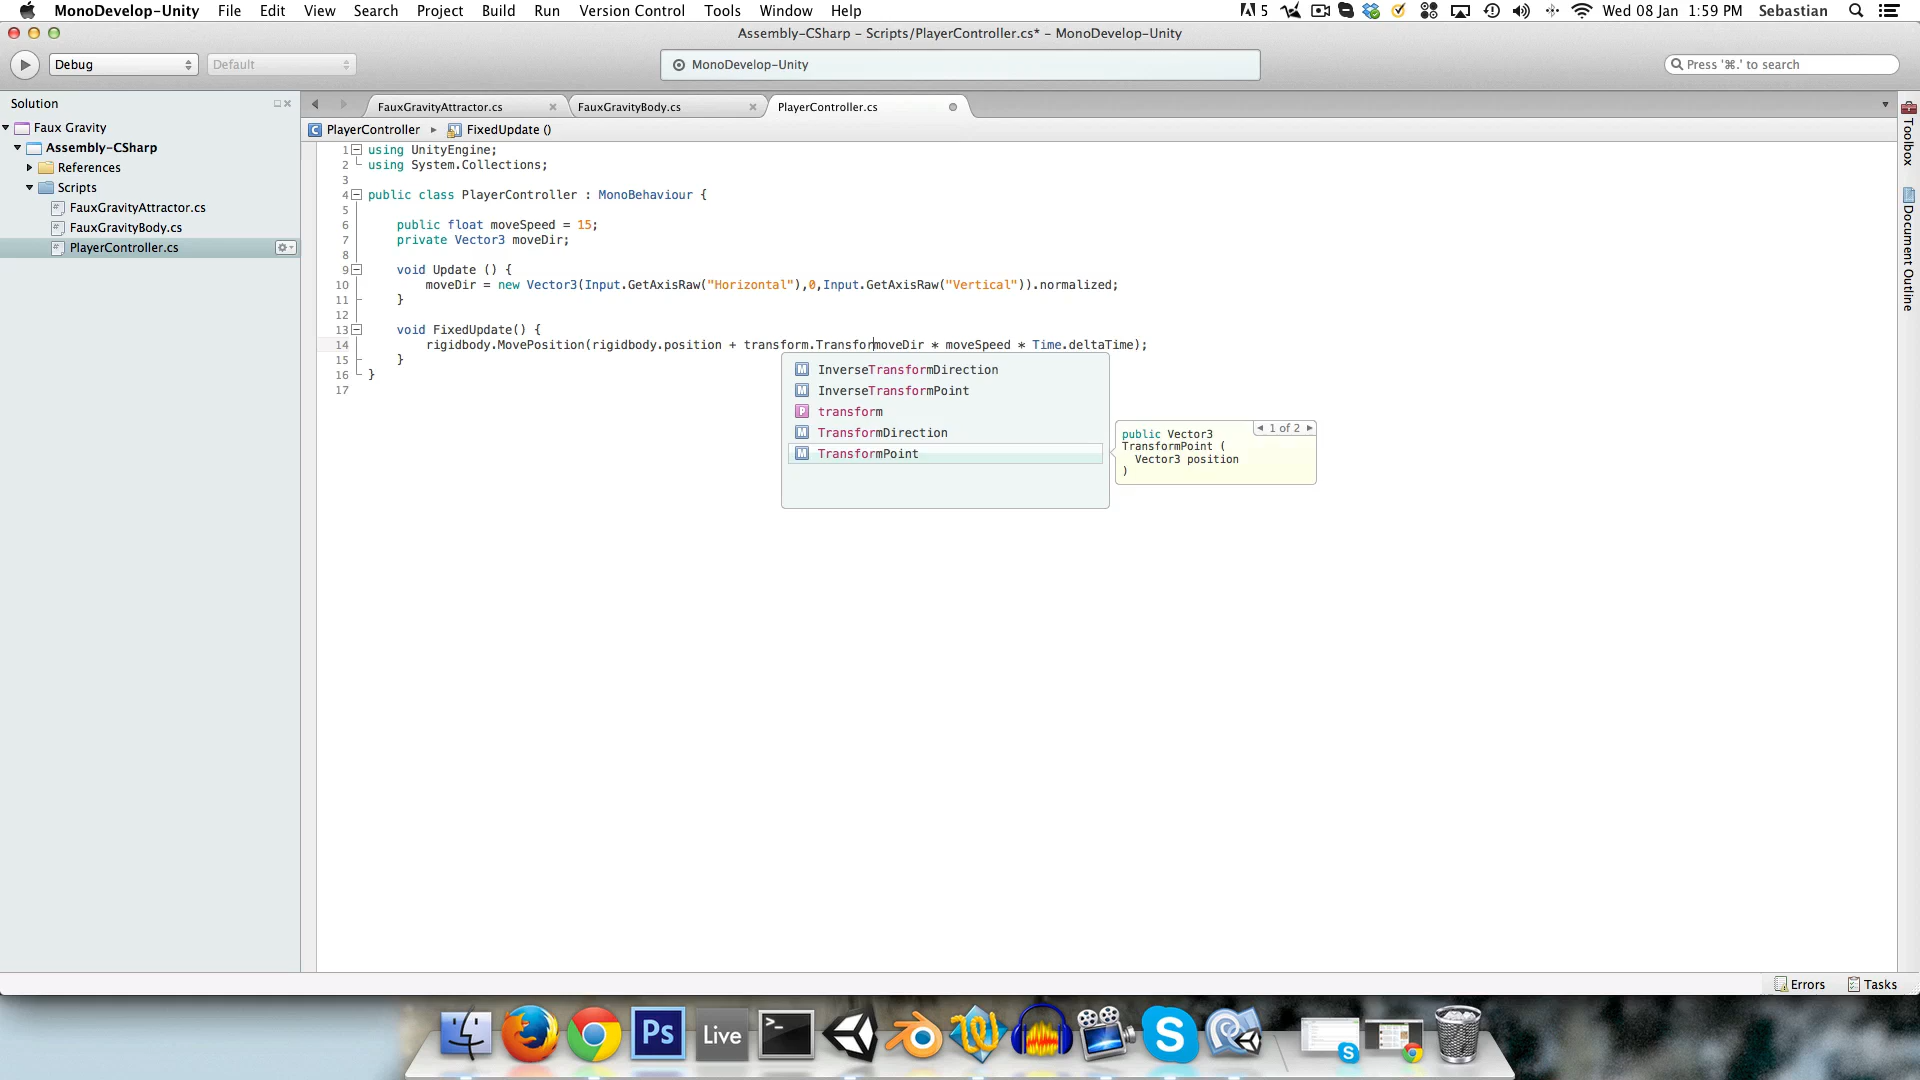 MonoDevelop-Unity File Edit View Search Project Build Run Version Control Tools Window Help 5 Wed 08 Jan 1:59 PM Sebastian
Assembly-CSharp – Scripts/PlayerController.cs* – MonoDevelop-Unity
Debug Default MonoDevelop-Unity Press '⌘.' to search
Solution
Faux Gravity
Assembly-CSharp
References
Scripts
FauxGravityAttractor.cs
FauxGravityBody.cs
PlayerController.cs
FauxGravityAttractor.cs FauxGravityBody.cs PlayerController.cs
PlayerController FixedUpdate ()
1 using UnityEngine;
2 using System.Collections;
3
4 public class PlayerController : MonoBehaviour {
5
6 public float moveSpeed = 15;
7 private Vector3 moveDir;
8
9 void Update () {
10 moveDir = new Vector3(Input.GetAxisRaw("Horizontal"),0,Input.GetAxisRaw("Vertical")).normalized;
11 }
12
13 void FixedUpdate() {
14 rigidbody.MovePosition(rigidbody.position + transform.TransformoveDir * moveSpeed * Time.deltaTime);
15 }
16 }
17
InverseTransformDirection
InverseTransformPoint
transform
TransformDirection
TransformPoint
1 of 2
public Vector3
TransformPoint (
Vector3 position
)
Toolbox
Document Outline
Errors Tasks
Ps
Live